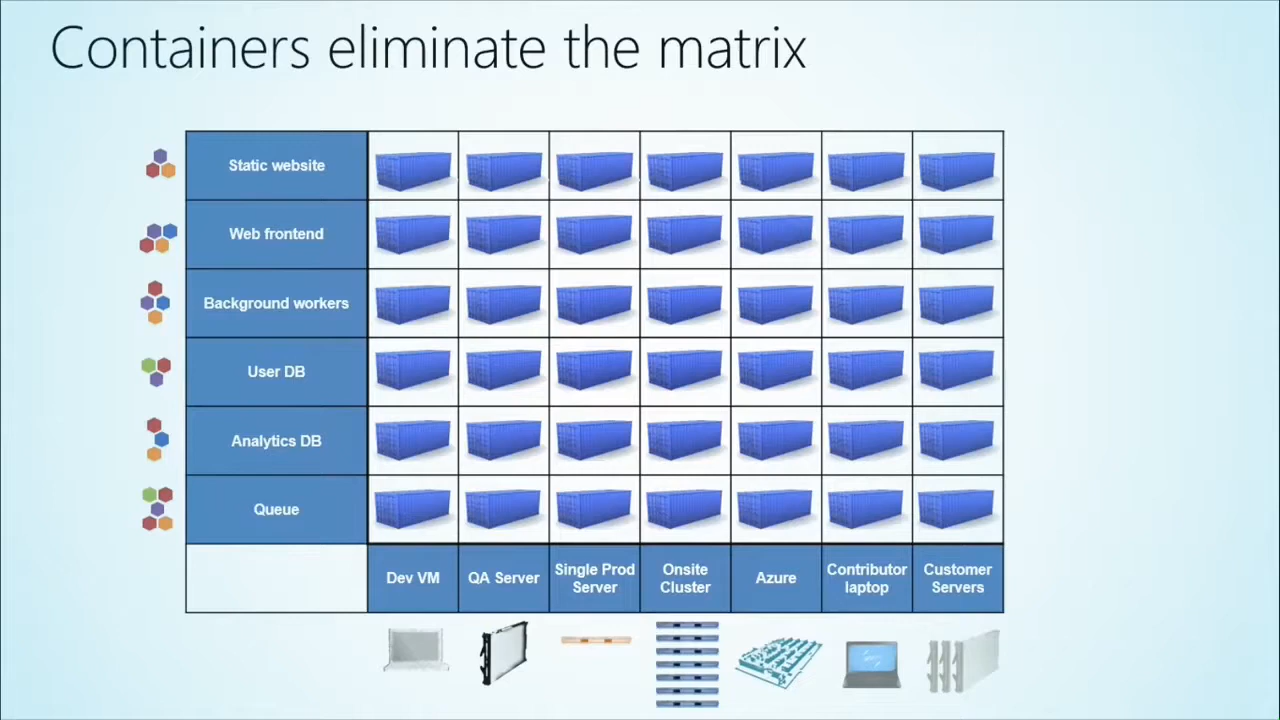 Containers eliminate the matrix
Static website
Web frontend
Background workers
User DB
Analytics DB
Queue
Dev VM
QA Server
Single Prod
Server
Onsite
Cluster
Azure
Contributor
laptop
Customer
Servers